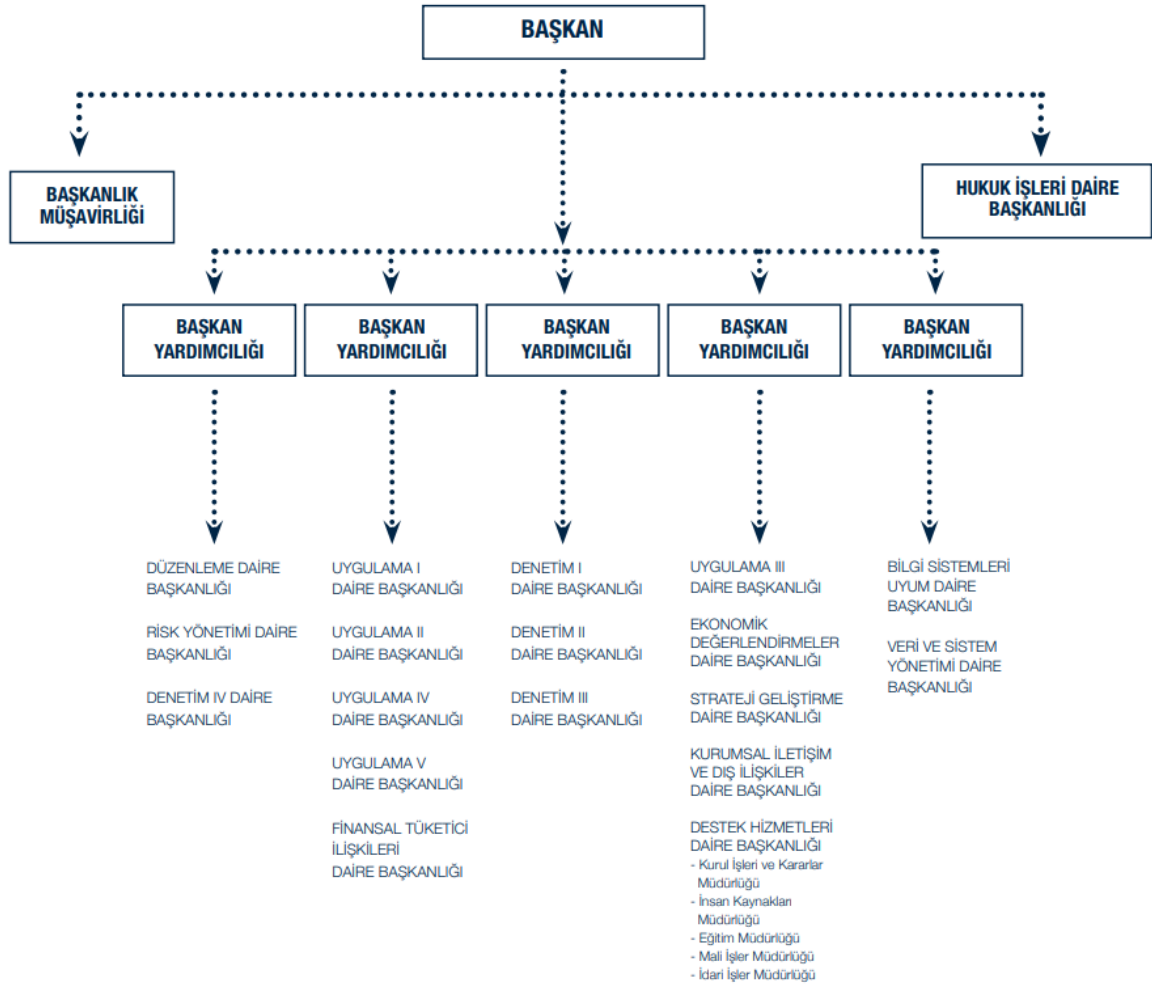 BAŞKAN
BAŞKANLIK
MÜŞAVİRLİĞİ
HUKUK İŞLERİ DAİRE
BAŞKANLIĞI
BAŞKAN
YARDIMCILIĞI
BAŞKAN
YARDIMCILIĞI
BAŞKAN
YARDIMCILIĞI
BAŞKAN
YARDIMCILIĞI
BAŞKAN
YARDIMCILIĞI
DÜZENLEME DAİRE
BAŞKANLIĞI
RİSK YÖNETİMİ DAİRE
BAŞKANLIĞI
DENETİM IV DAİRE
BAŞKANLIĞI
UYGULAMA I
DAİRE BAŞKANLIĞI
UYGULAMA II
DAİRE BAŞKANLIĞI
UYGULAMA IV
DAİRE BAŞKANLIĞI
UYGULAMA V
DAİRE BAŞKANLIĞI
FİNANSAL TÜKETİCİ
İLİŞKİLERİ
DAİRE BAŞKANLIĞI
DENETİM I
DAİRE BAŞKANLIĞI
DENETİM II
DAİRE BAŞKANLIĞI
DENETİM III
DAİRE BAŞKANLIĞI
UYGULAMA III
DAİRE BAŞKANLIĞI
EKONOMİK
DEĞERLENDİRMELER
DAİRE BAŞKANLIĞI
STRATEJİ GELİŞTİRME
DAİRE BAŞKANLIĞI
KURUMSAL İLETİŞİM
VE DIŞ İLİŞKİLER
DAİRE BAŞKANLIĞI
DESTEK HİZMETLERİ
DAİRE BAŞKANLIĞI
- Kurul İşleri ve Kararlar
Müdürlüğü
- İnsan Kaynakları
Müdürlüğü
- Eğitim Müdürlüğü
- Mali İşler Müdürlüğü
- İdari İşler Müdürlüğü
BİLGİ SİSTEMLERİ
UYUM DAİRE
BAŞKANLIĞI
VERİ VE SİSTEM
YÖNETİMİ DAİRE
BAŞKANLIĞI